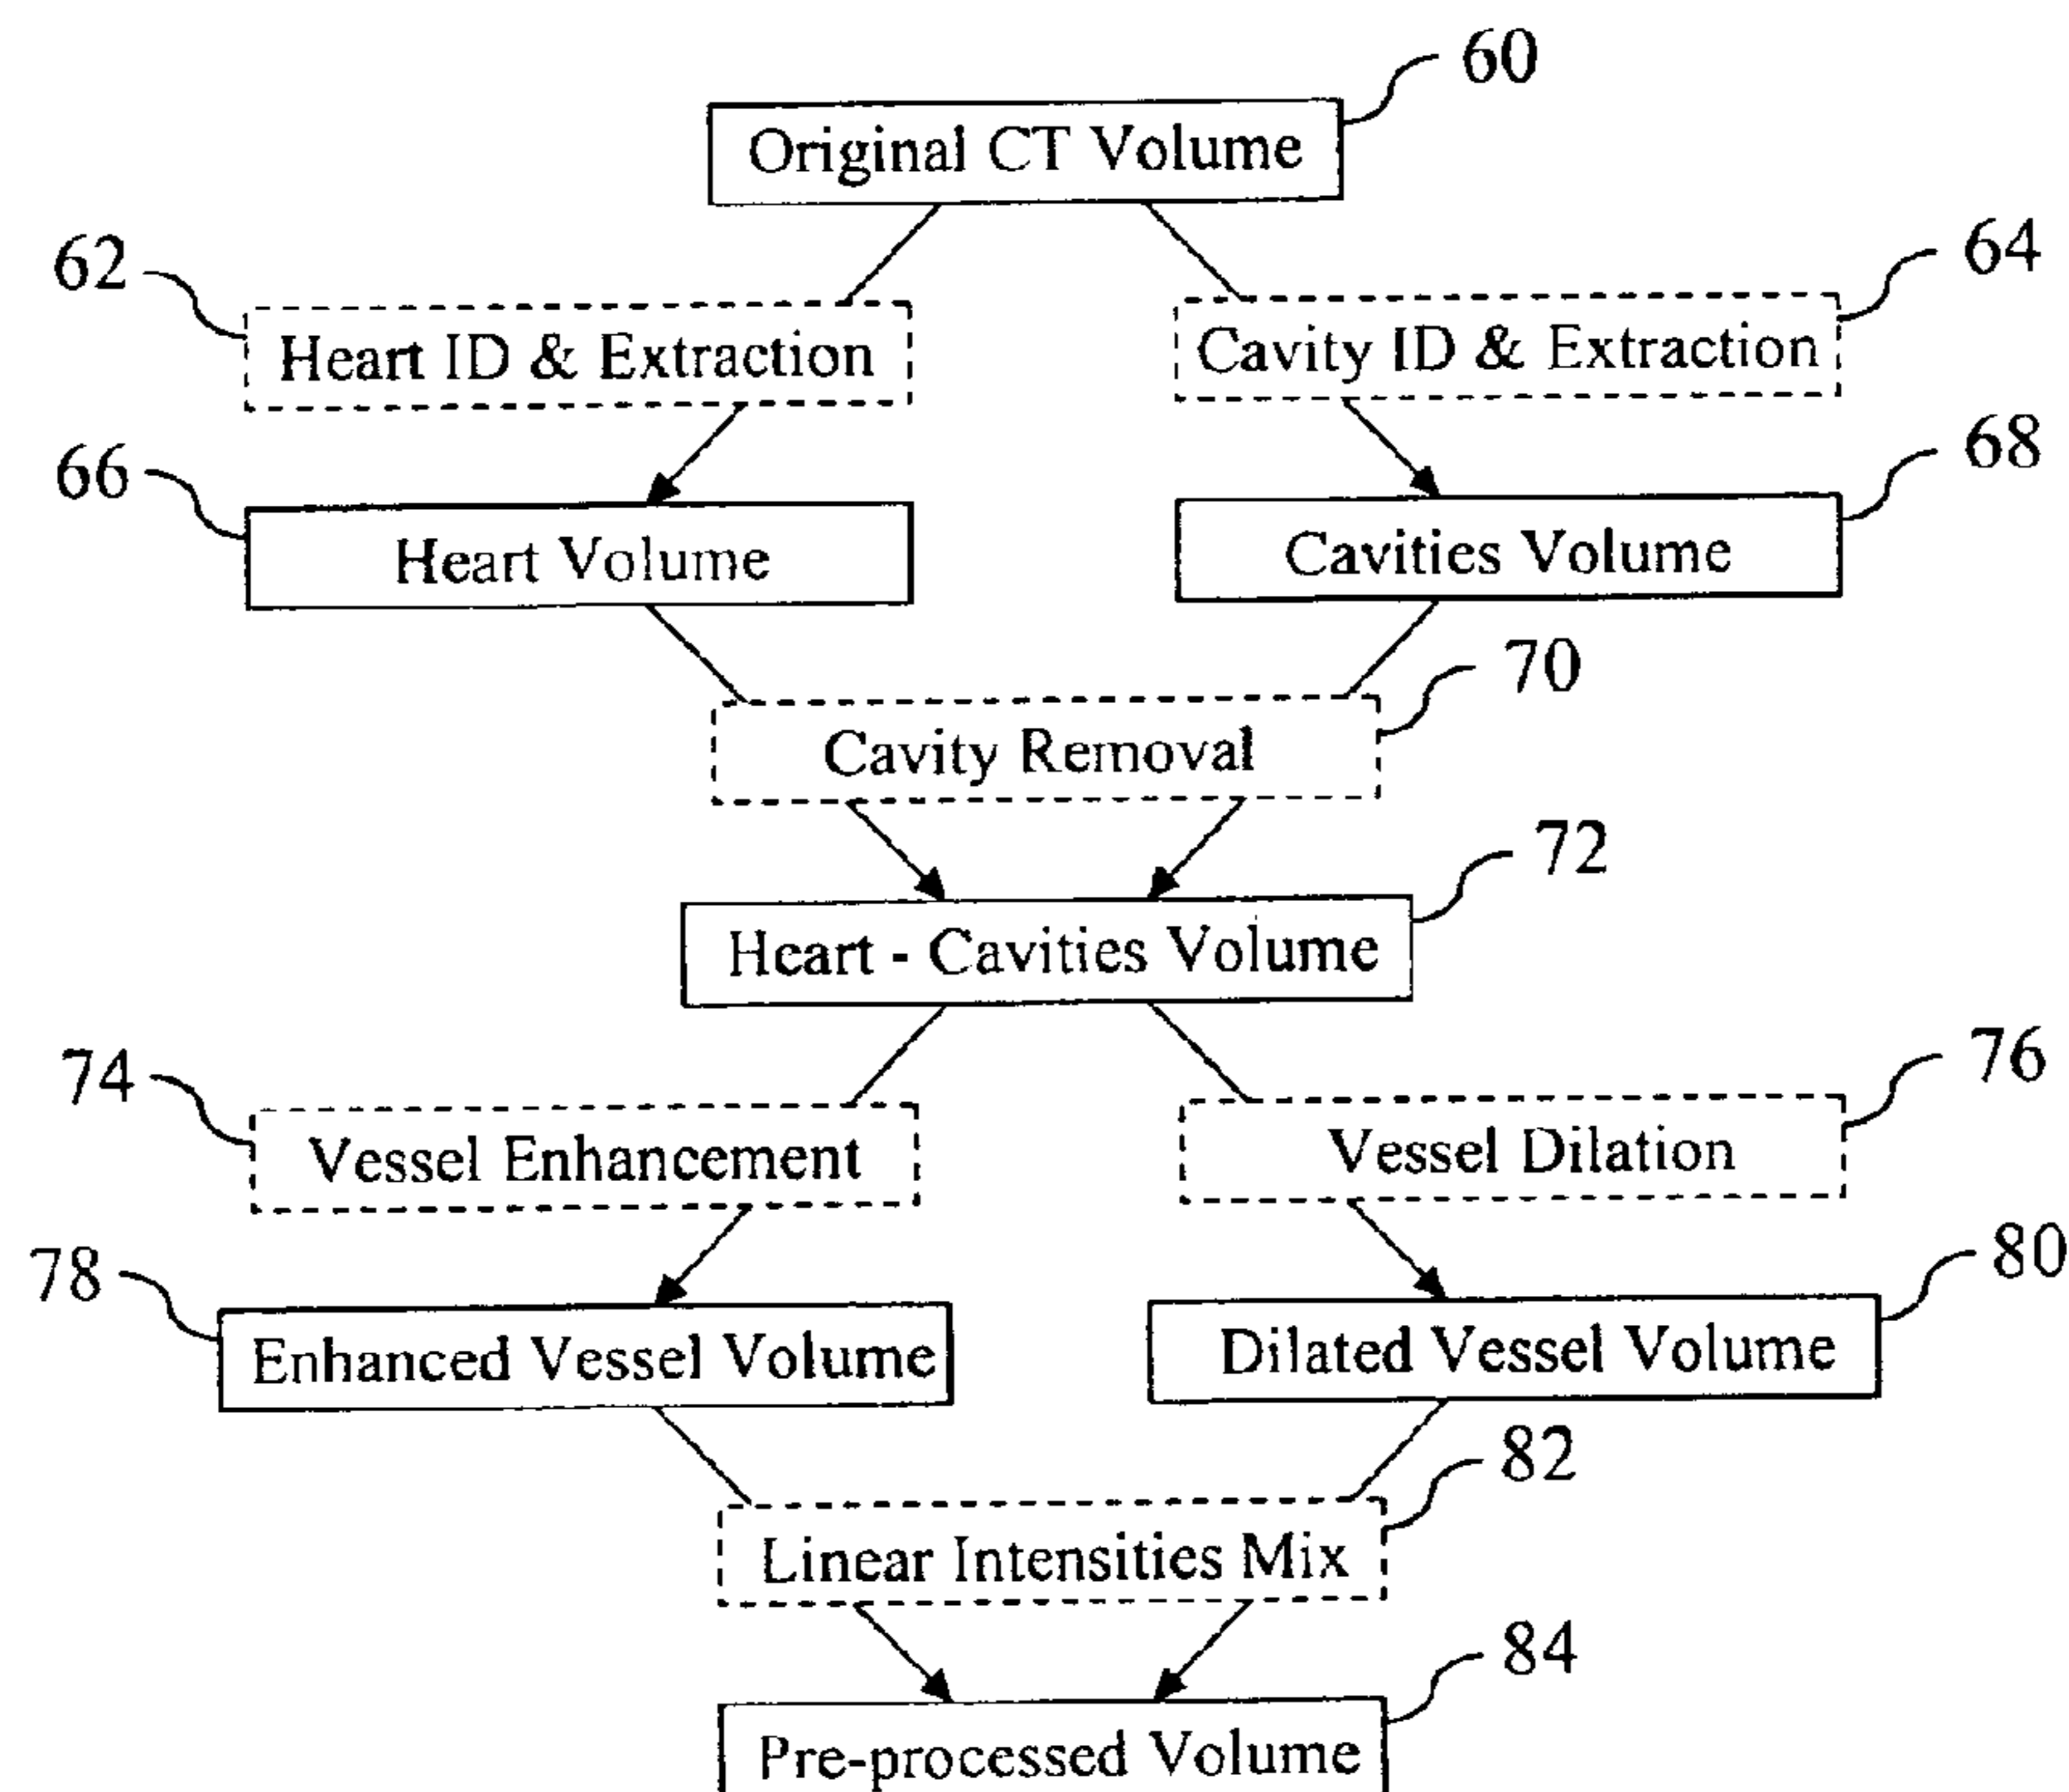 60
Original CT Volume
62
64
Heart ID & Extraction
Cavity ID & Extraction
66
68
Heart Volume
Cavities Volume
70
Cavity Removal
72
Heart - Cavities Volume
74
76
Vessel Enhancement
Vessel Dilation
78
80
Enhanced Vessel Volume
Dilated Vessel Volume
82
Linear Intensities Mix
84
Pre-processed Volume